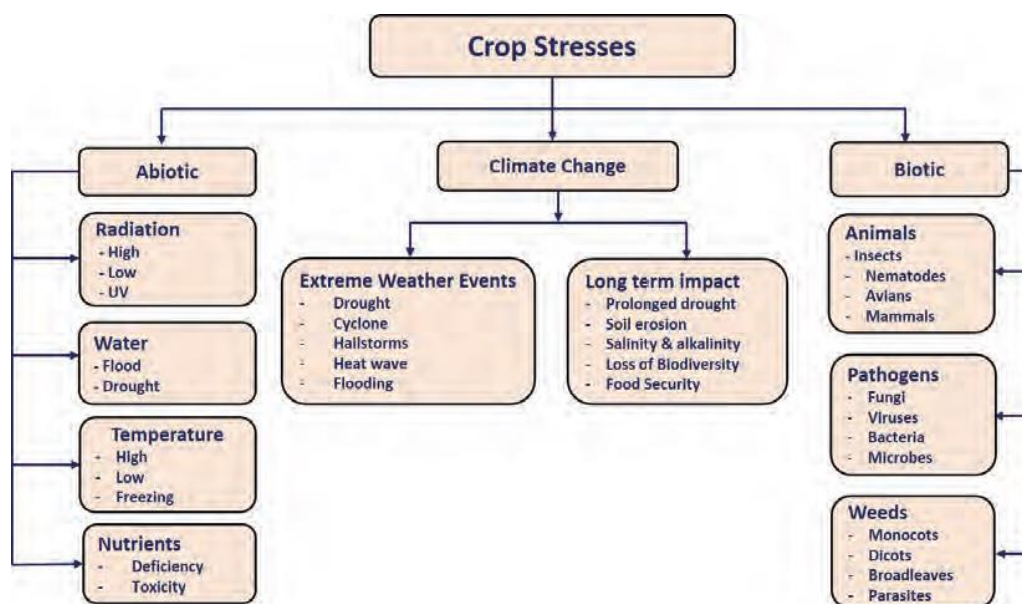 Crop Stresses
Abiotic
Radiation
- High
- Low
- UV
Water
- Flood
- Drought
Temperature
- High
- Low
- Freezing
Nutrients
- Deficiency
- Toxicity
Climate Change
Extreme Weather Events
- Drought
- Cyclone
- Hailstorms
- Heat wave
- Flooding
Long term impact
- Prolonged drought
- Soil erosion
- Salinity & alkalinity
- Loss of Biodiversity
- Food Security
Biotic
Animals
- Insects
- Nematodes
- Avians
- Mammals
Pathogens
- Fungi
- Viruses
- Bacteria
- Microbes
Weeds
- Monocots
- Dicots
- Broadleaves
- Parasites